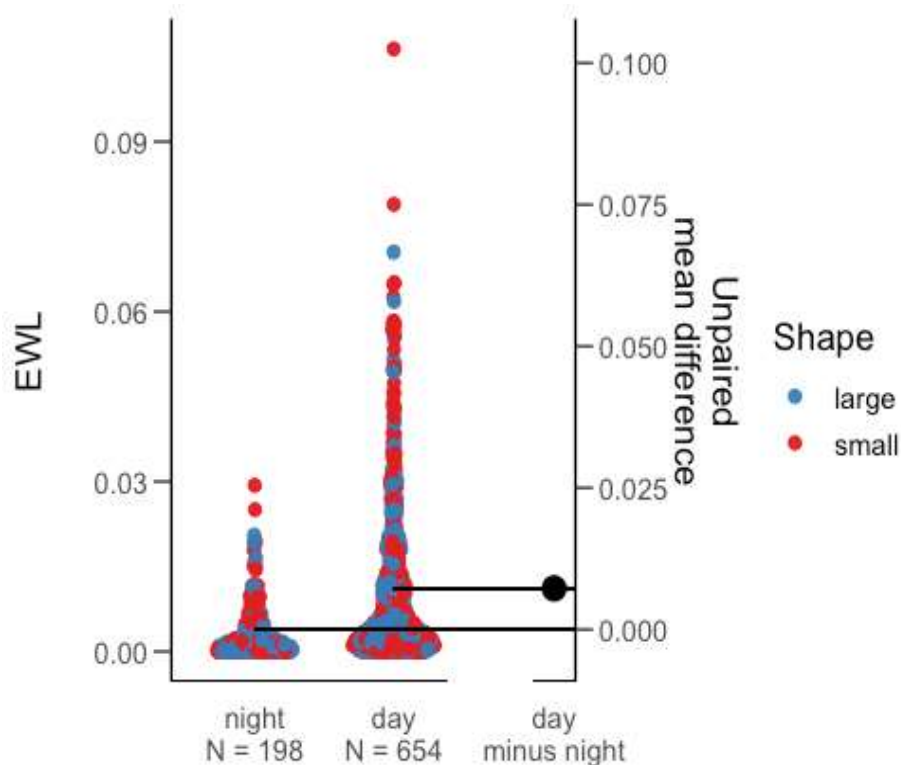 EWL
0.09
0.06
0.03
0.00
0.100
0.075
0.050
0.025
0.000
Unpaired
mean difference
night
N = 198
day
N = 654
day
minus night
Shape
large
small